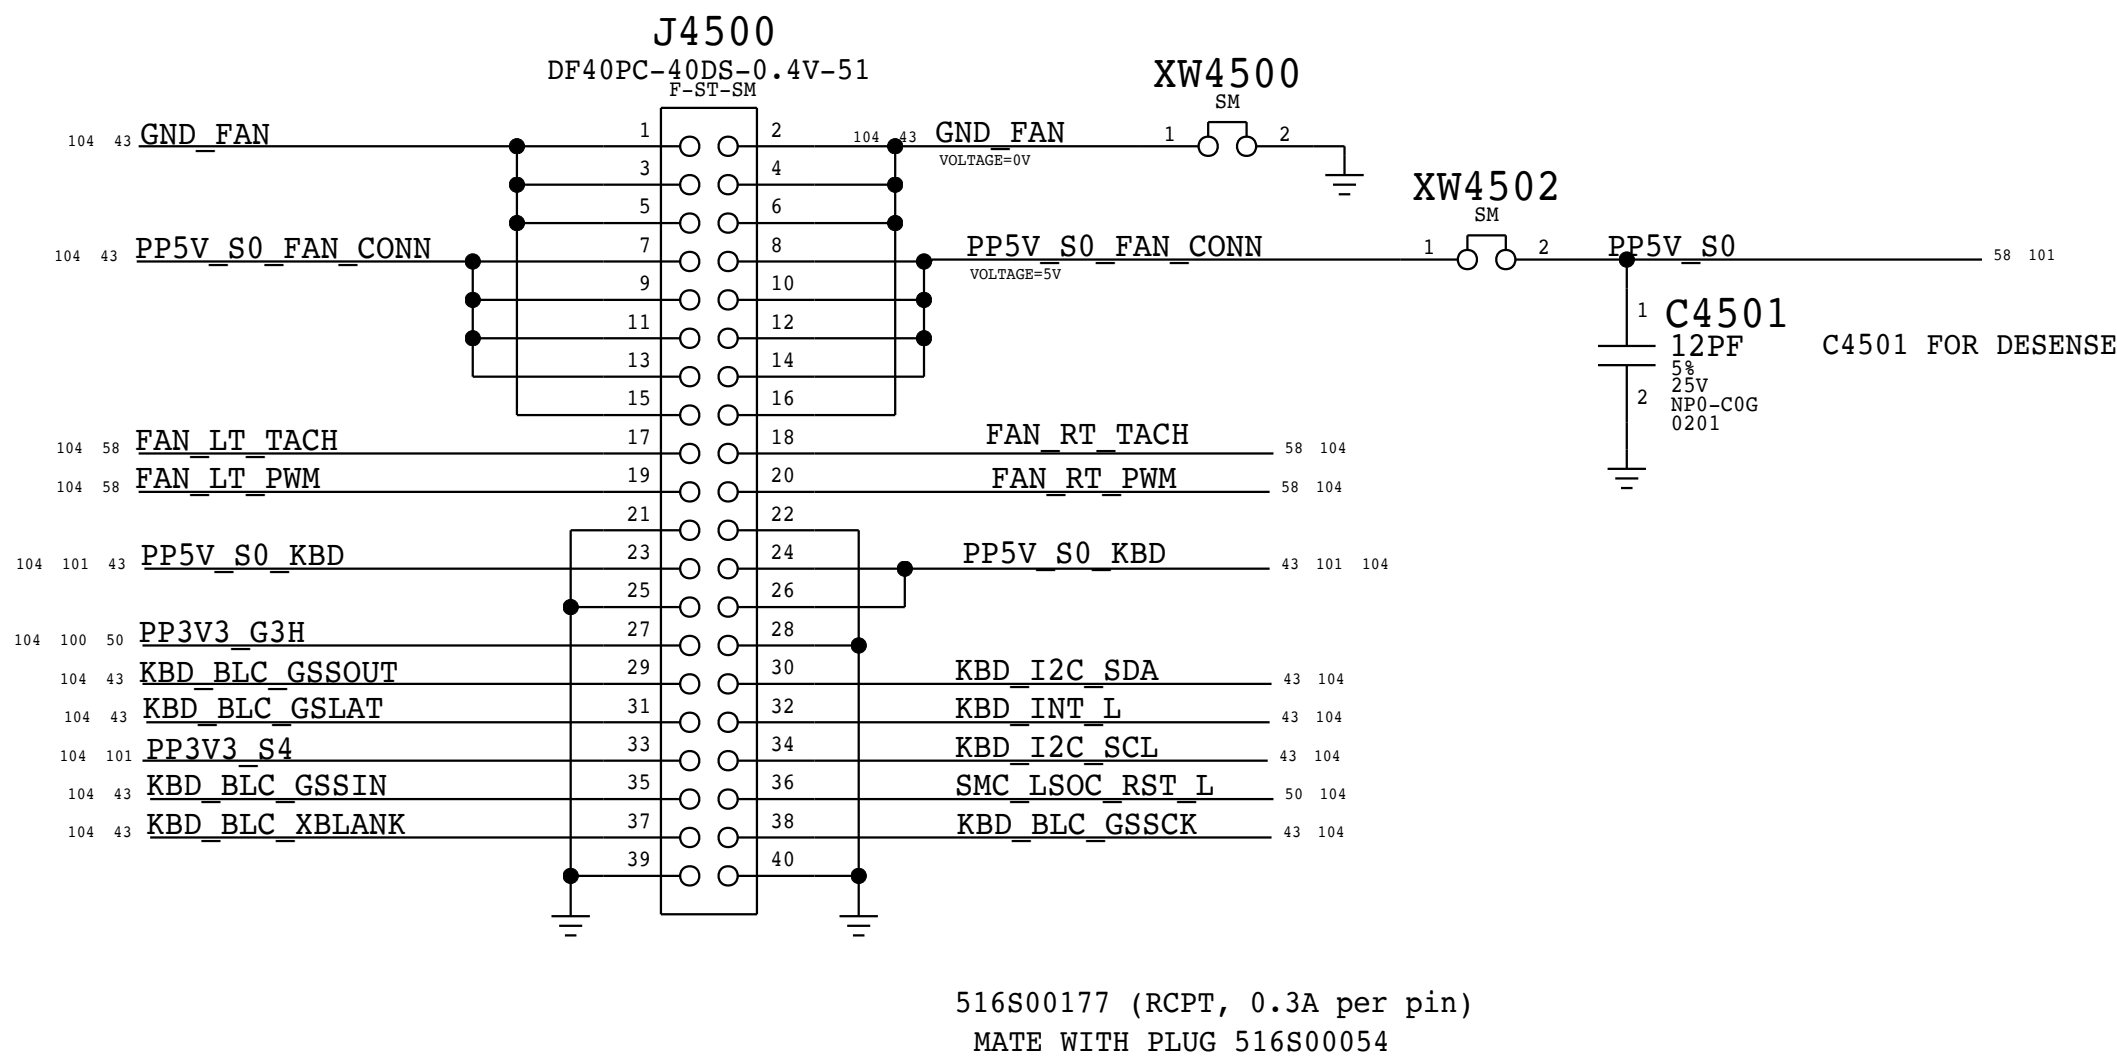 J4500
DF40PC-40DS-0.4V-51
F-ST-SM
XW4500
SM
104 43 GND_FAN 1 2 104 43 GND_FAN 1 2
VOLTAGE=0V
3 4
XW4502
SM
5 6
104 43 PP5V_S0_FAN_CONN 7 8 PP5V_S0_FAN_CONN 1 2 PP5V_S0 58 101
VOLTAGE=5V
9 10
11 12
1 C4501
12PF
5%
25V
NP0-C0G
0201
2
C4501 FOR DESENSE
13 14
15 16
104 58 FAN_LT_TACH 17 18 FAN_RT_TACH 58 104
104 58 FAN_LT_PWM 19 20 FAN_RT_PWM 58 104
21 22
104 101 43 PP5V_S0_KBD 23 24 PP5V_S0_KBD 43 101 104
25 26
104 100 50 PP3V3_G3H 27 28
104 43 KBD_BLC_GSSOUT 29 30 KBD_I2C_SDA 43 104
104 43 KBD_BLC_GSLAT 31 32 KBD_INT_L 43 104
104 101 PP3V3_S4 33 34 KBD_I2C_SCL 43 104
104 43 KBD_BLC_GSSIN 35 36 SMC_LSOC_RST_L 50 104
104 43 KBD_BLC_XBLANK 37 38 KBD_BLC_GSSCK 43 104
39 40
516S00177 (RCPT, 0.3A per pin)
MATE WITH PLUG 516S00054